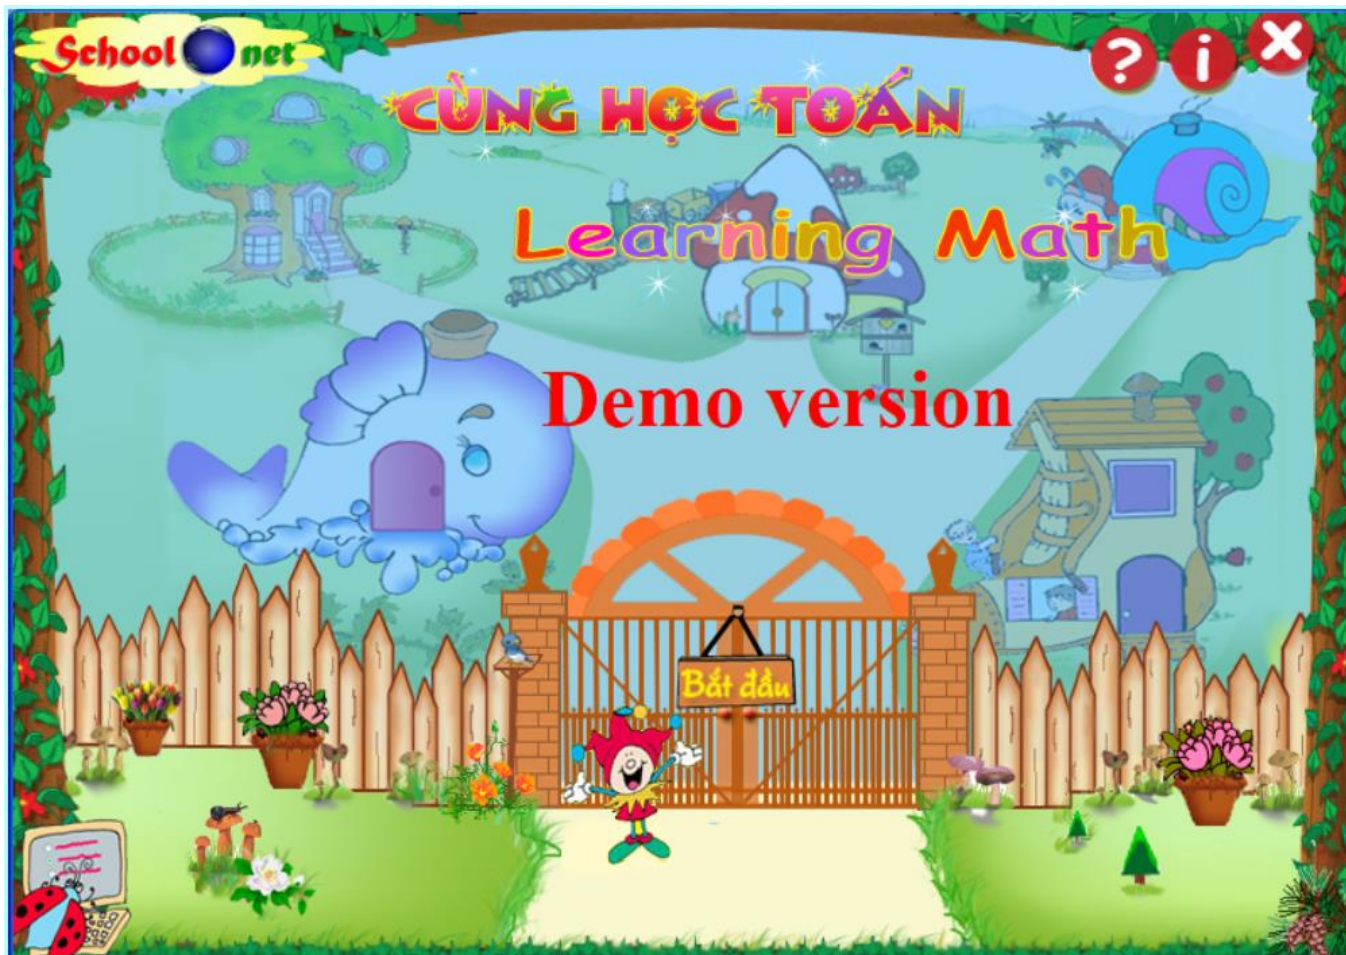 School net
? i X
CÙNG HỌC TOÁN
Learning Math
Demo version
Bắt đầu